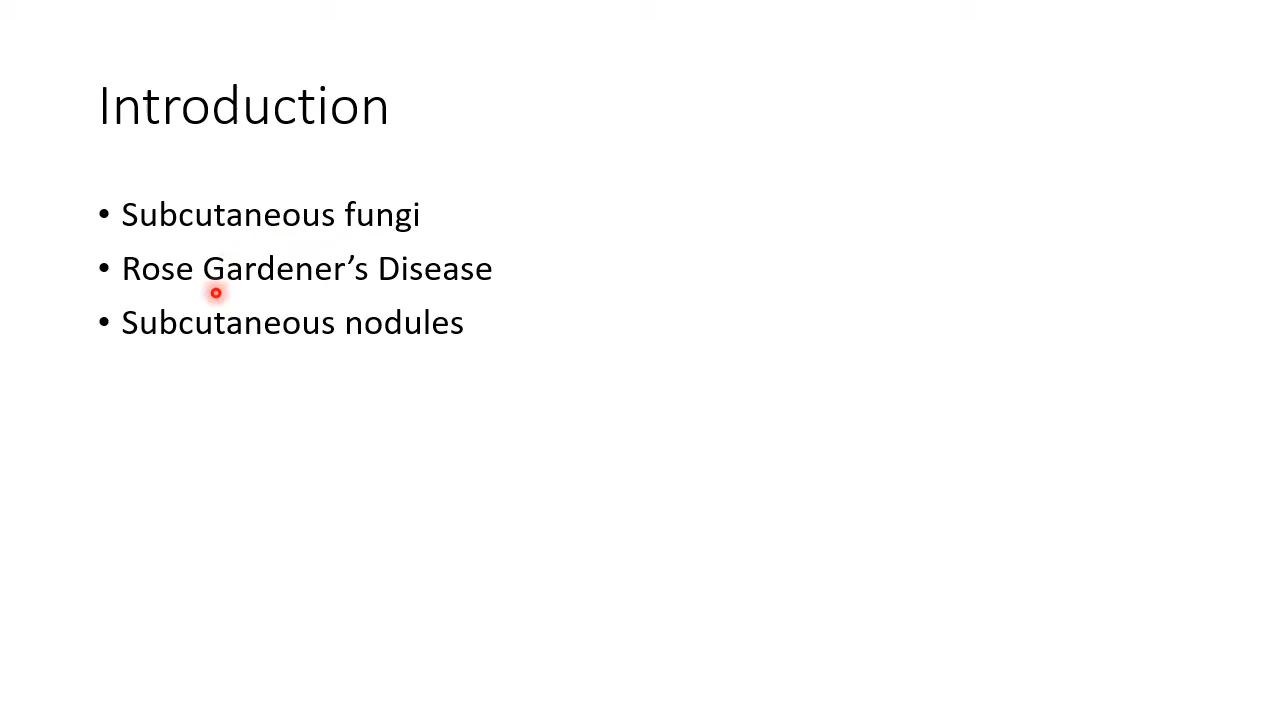 Introduction
• Subcutaneous fungi
• Rose Gardener’s Disease
• Subcutaneous nodules